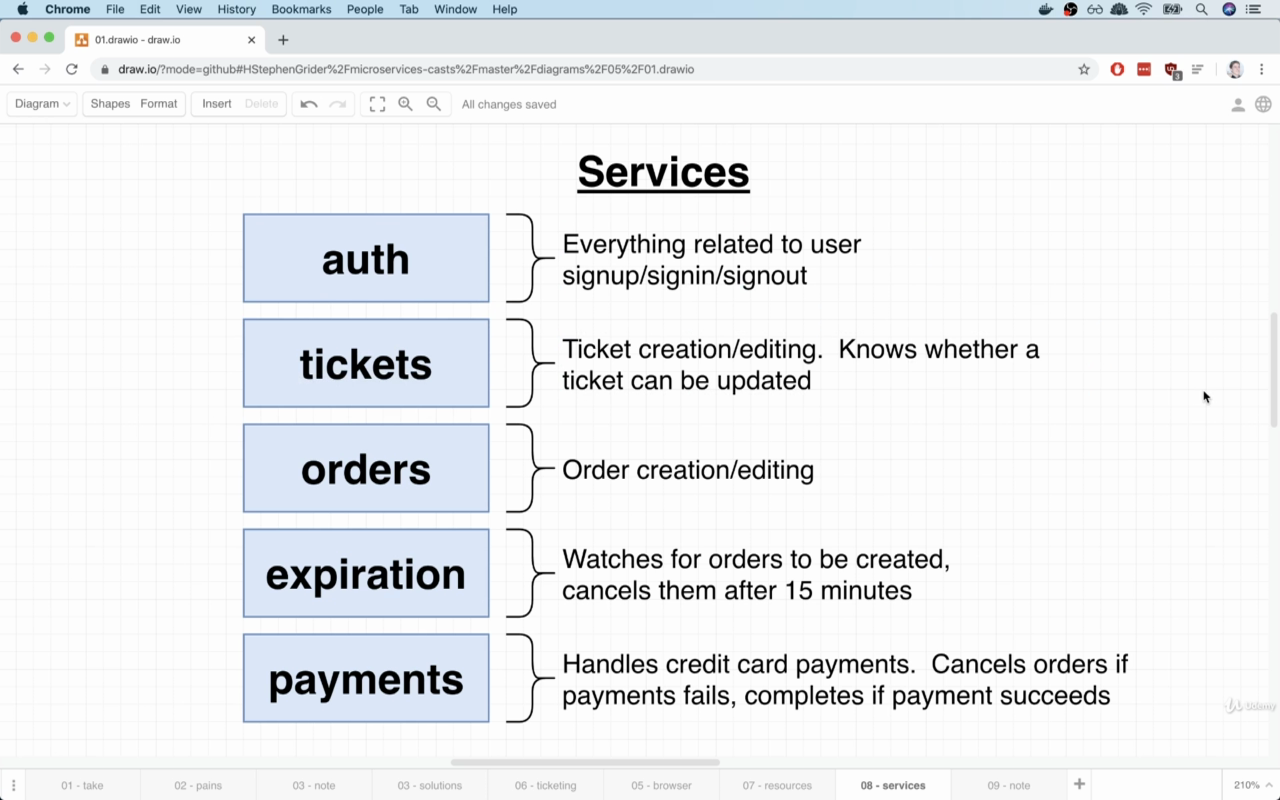 Chrome File Edit View History Bookmarks People Tab Window Help
01.drawio - draw.io
draw.io/?mode=github#HStephenGrider%2Fmicroservices-casts%2Fmaster%2Fdiagrams%2F05%2F01.drawio
3
Diagram Shapes Format Insert Delete All changes saved
Services
auth
Everything related to user
signup/signin/signout
tickets
Ticket creation/editing. Knows whether a
ticket can be updated
orders
Order creation/editing
expiration
Watches for orders to be created,
cancels them after 15 minutes
payments
Handles credit card payments. Cancels orders if
payments fails, completes if payment succeeds
Udemy
01 - take 02 - pains 03 - note 03 - solutions 06 - ticketing 05 - browser 07 - resources 08 - services 09 - note 210%